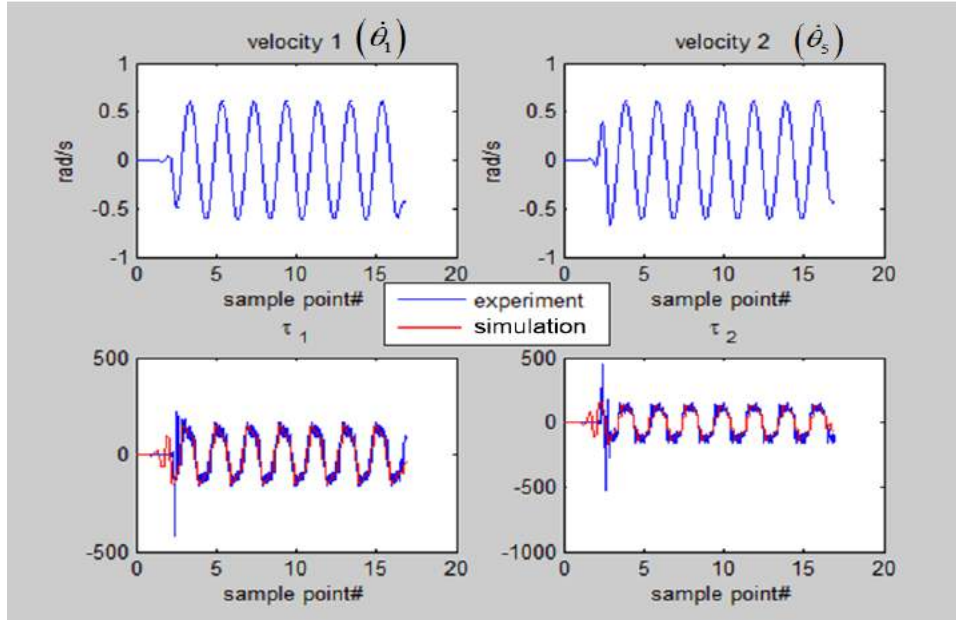 velocity 1 (θ̇₁)
1
0.5
0
-0.5
-1
rad/s
0 5 10 15 20
sample point#
velocity 2 (θ̇₅)
1
0.5
0
-0.5
-1
rad/s
0 5 10 15 20
sample point#
experiment
simulation
τ 1
500
0
-500
0 5 10 15 20
sample point#
τ 2
500
0
-500
-1000
0 5 10 15 20
sample point#